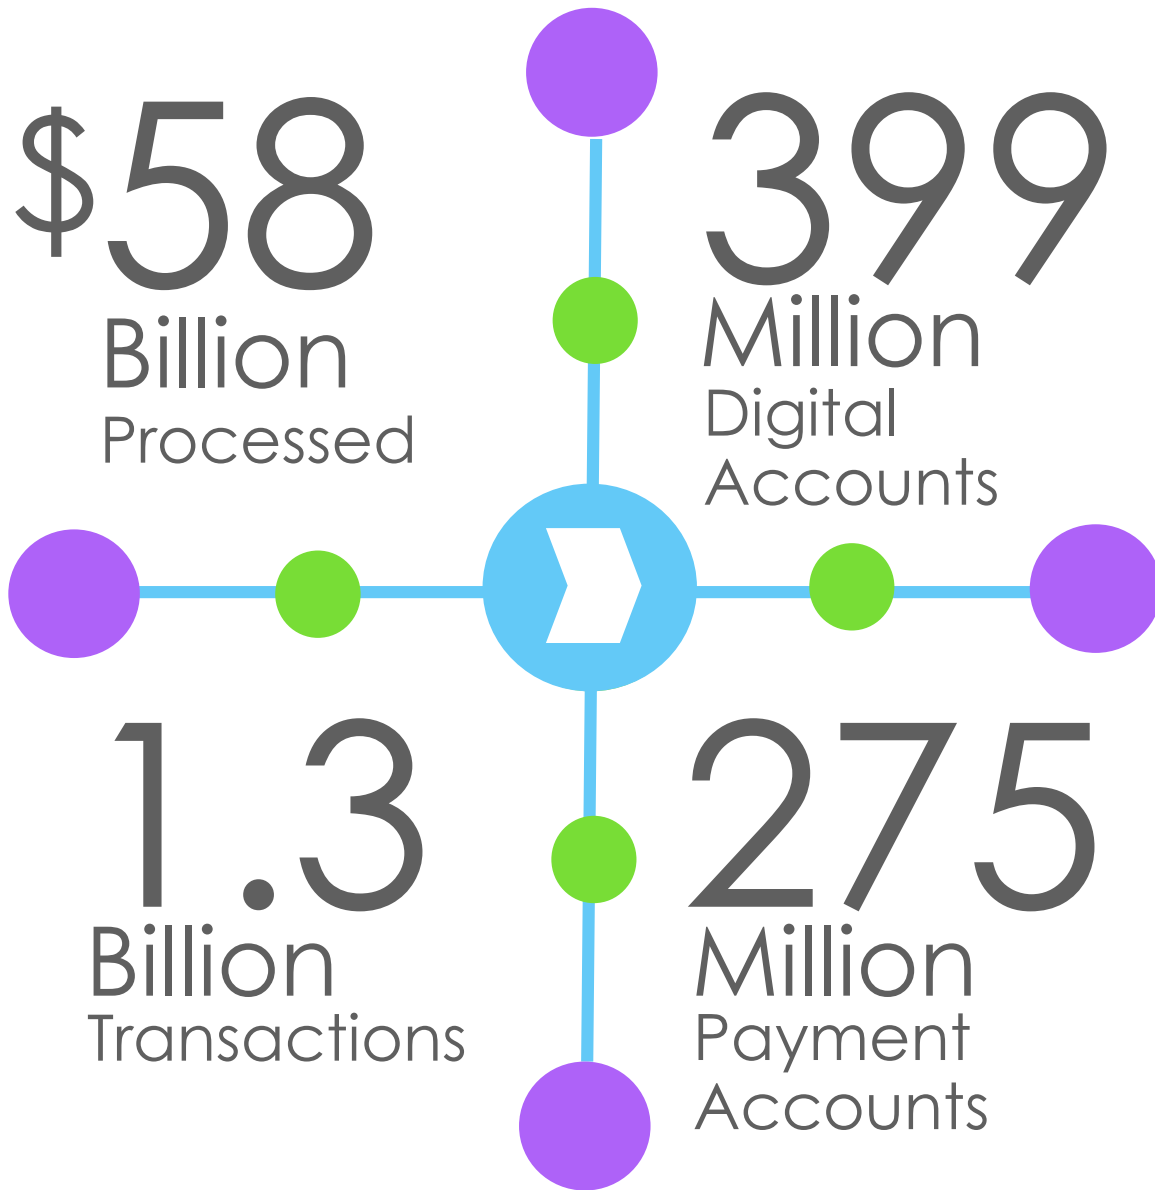 $58
Billion
Processed
399
Million
Digital
Accounts
1.3
Billion
Transactions
275
Million
Payment
Accounts